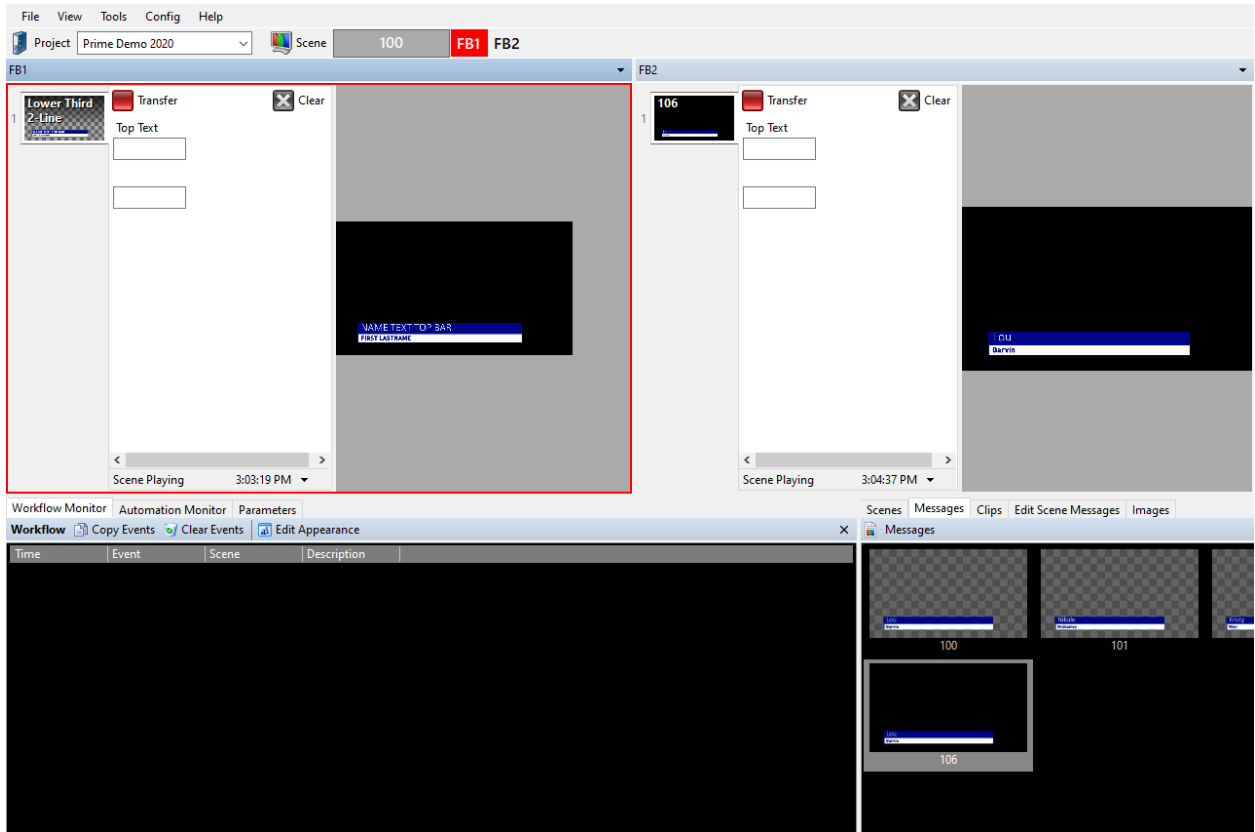 File View Tools Config Help
Project Prime Demo 2020 Scene 100 FB1 FB2
FB1
Lower Third
2-Line
1
Transfer Clear
Top Text
NAME TEXT TOP BAR
FIRST LASTNAME
Scene Playing 3:03:19 PM
FB2
106
1
Transfer Clear
Top Text
Lou
Darvin
Scene Playing 3:04:37 PM
Workflow Monitor Automation Monitor Parameters
Workflow Copy Events Clear Events Edit Appearance
Time Event Scene Description
Scenes Messages Clips Edit Scene Messages Images
Messages
Lou
Darvin
100
Nikole
101
Kristy
Lou
Darvin
106